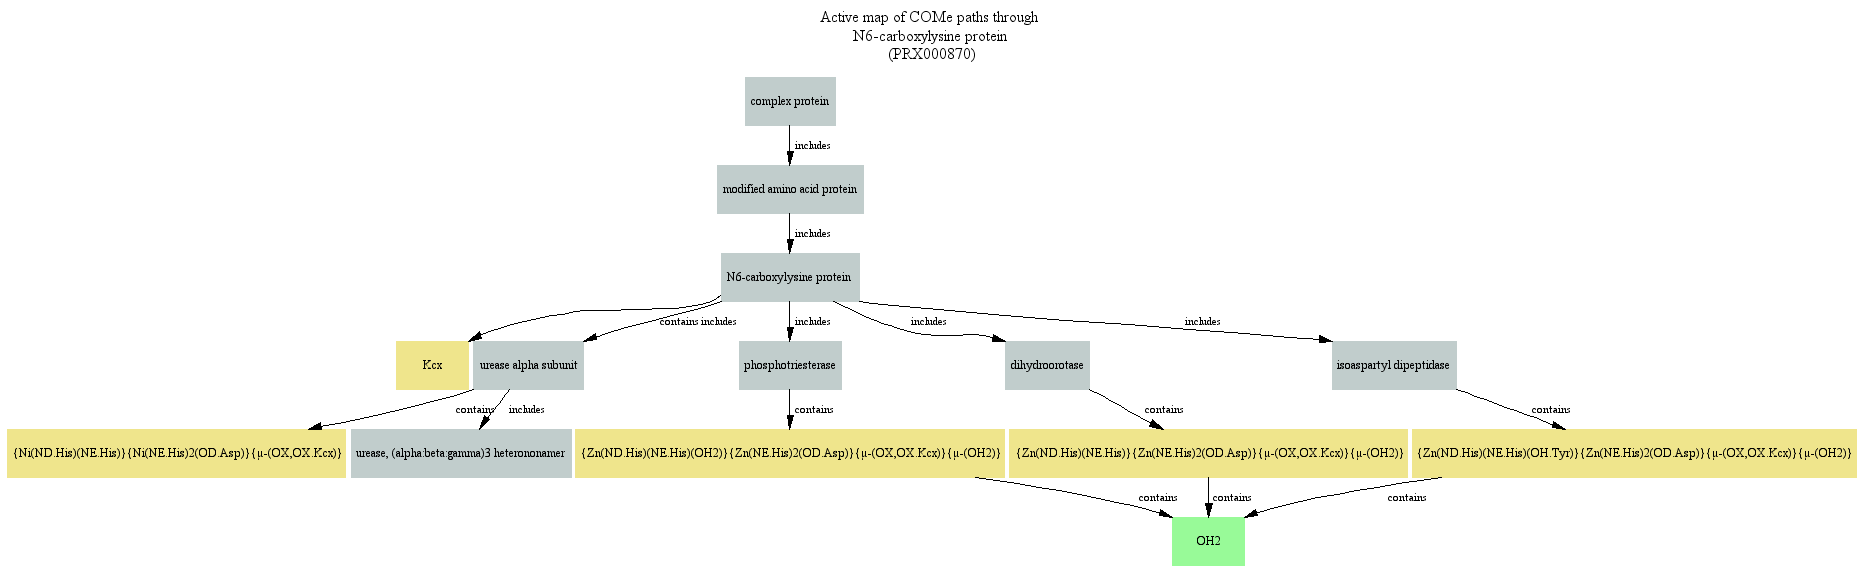 Active map of COMe paths through
N6-carboxylysine protein
(PRX000870)
complex protein
includes
modified amino acid protein
includes
N6-carboxylysine protein
contains includes includes includes includes
Kcx urease alpha subunit phosphotriesterase dihydroorotase isoaspartyl dipeptidase
contains includes contains contains contains
{Ni(ND.His)(NE.His)}{Ni(NE.His)2(OD.Asp)}{μ-(OX,OX.Kcx)} urease, (alpha:beta:gamma)3 heterononamer {Zn(ND.His)(NE.His)(OH2)}{Zn(NE.His)2(OD.Asp)}{μ-(OX,OX.Kcx)}{μ-(OH2)} {Zn(ND.His)(NE.His)}{Zn(NE.His)2(OD.Asp)}{μ-(OX,OX.Kcx)}{μ-(OH2)} {Zn(ND.His)(NE.His)(OH.Tyr)}{Zn(NE.His)2(OD.Asp)}{μ-(OX,OX.Kcx)}{μ-(OH2)}
contains contains contains
OH2